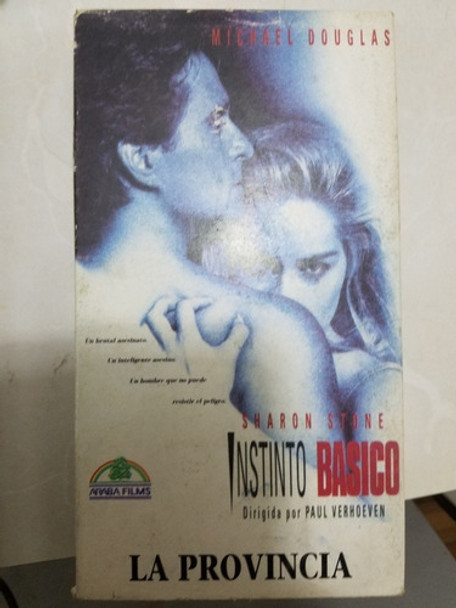 MICHAEL DOUGLAS
Un brutal asesinato.
Un inteligente asesino.
Un hombre que no puede
resistir el peligro.
SHARON STONE
INSTINTO BASICO
Dirigida por PAUL VERHOEVEN
ARABA FILMS
LA PROVINCIA